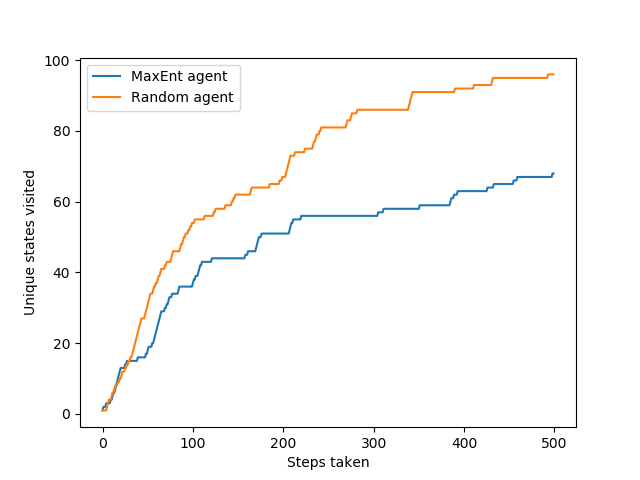 MaxEnt agent
Random agent
100
80
60
40
20
0
Unique states visited
0 100 200 300 400 500
Steps taken